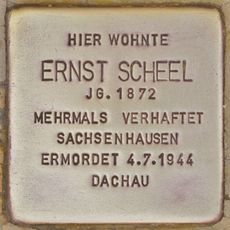 HIER WOHNTE
ERNST SCHEEL
JG. 1872
MEHRMALS VERHAFTET
SACHSENHAUSEN
ERMORDET 4.7.1944
DACHAU